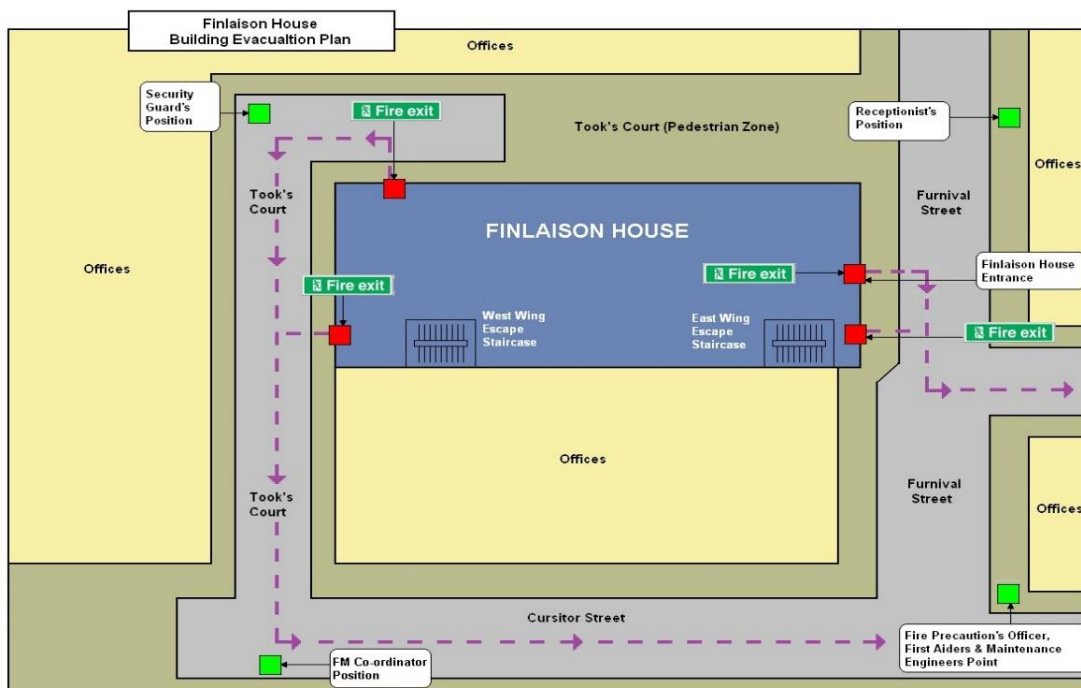 Finlaison House
Building Evacualtion Plan
Offices
Security
Guard's
Position
Fire exit
Took's Court (Pedestrian Zone)
Receptionist's
Position
Offices
Took's
Court
Furnival
Street
FINLAISON HOUSE
Offices
Fire exit
Fire exit
Finlaison House
Entrance
West Wing
Escape
Staircase
East Wing
Escape
Staircase
Fire exit
Offices
Took's
Court
Furnival
Street
Offices
Cursitor Street
FM Co-ordinator
Position
Fire Precaution's Officer,
First Aiders & Maintenance
Engineers Point